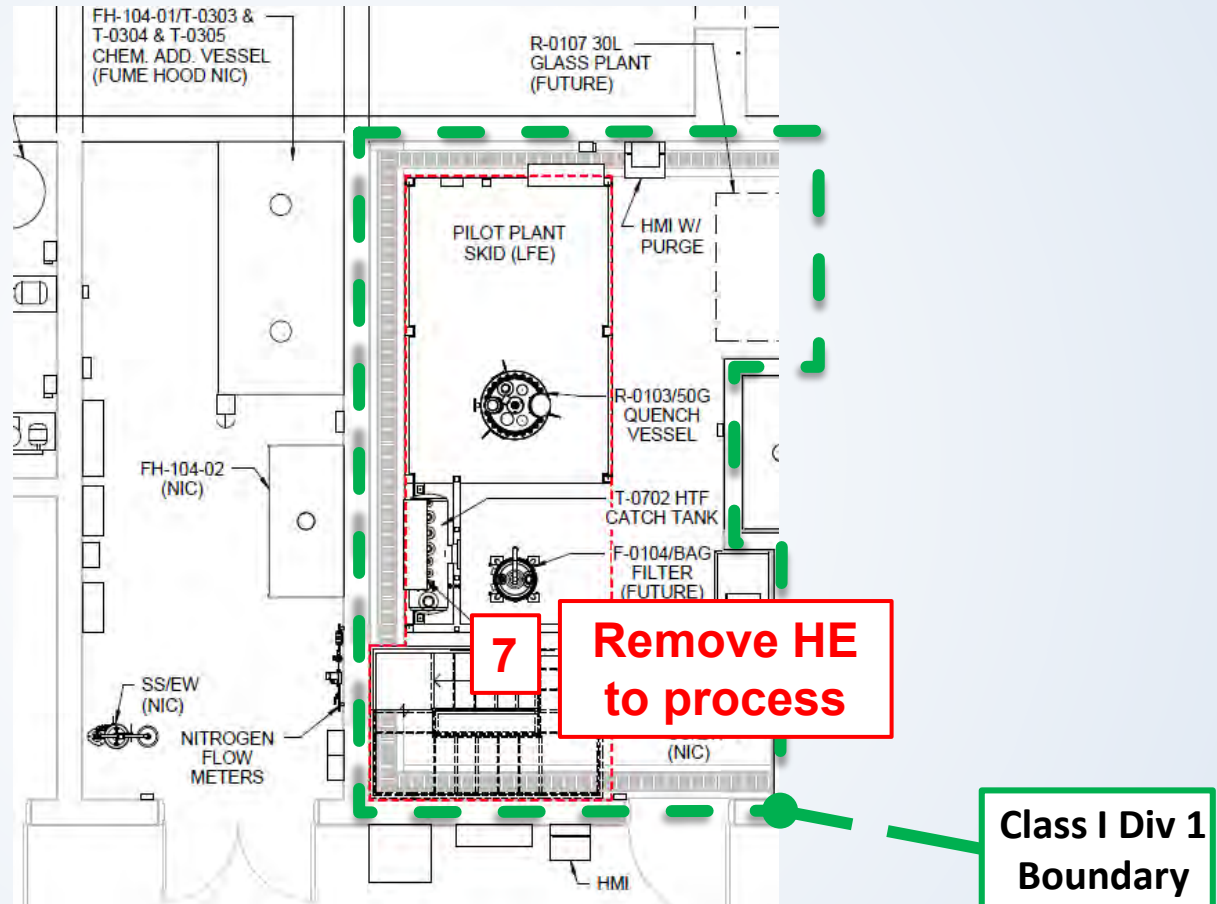 FH-104-01/T-0303 &
T-0304 & T-0305
CHEM. ADD. VESSEL
(FUME HOOD NIC)
R-0107 30L
GLASS PLANT
(FUTURE)
PILOT PLANT
SKID (LFE)
HMI W/
PURGE
R-0103/50G
QUENCH
VESSEL
FH-104-02
(NIC)
T-0702 HTF
CATCH TANK
F-0104/BAG
FILTER
(FUTURE)
7
Remove HE
to process
SS/EW
(NIC)
NITROGEN
FLOW
METERS
(NIC)
HMI
Class I Div 1
Boundary